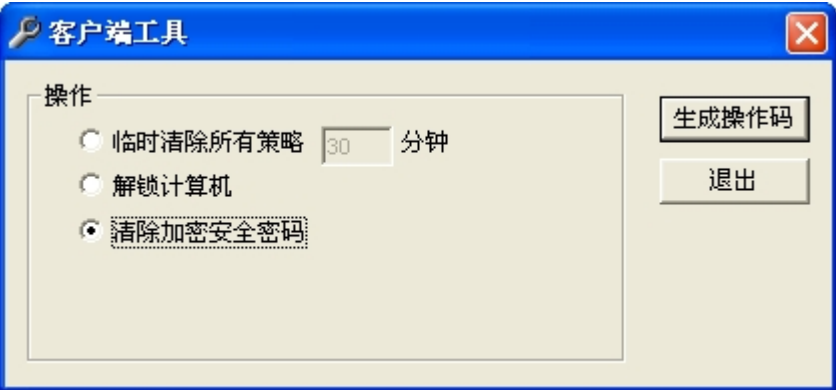 客户端工具
操作
临时清除所有策略 30 分钟
解锁计算机
清除加密安全密码
生成操作码
退出